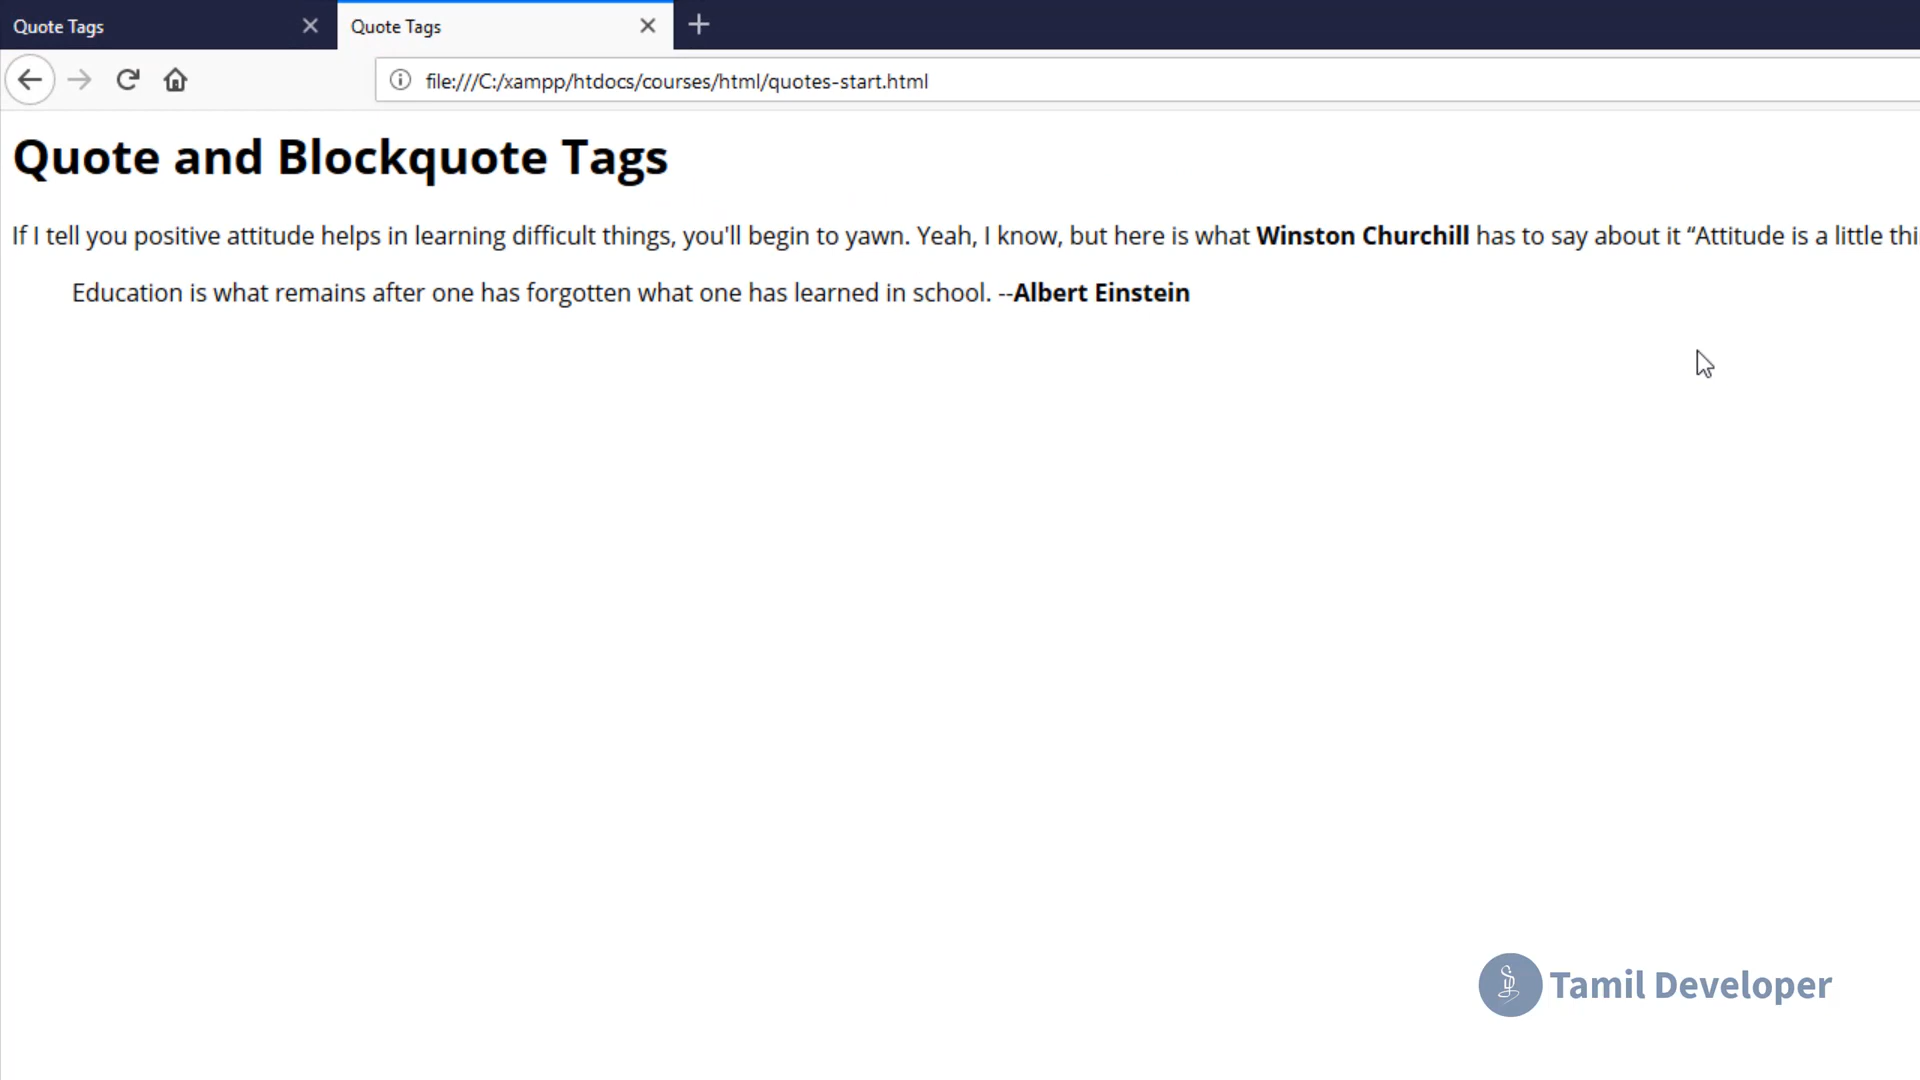 Quote Tags
Quote Tags
file:///C:/xampp/htdocs/courses/html/quotes-start.html
Quote and Blockquote Tags
If I tell you positive attitude helps in learning difficult things, you'll begin to yawn. Yeah, I know, but here is what Winston Churchill has to say about it “Attitude is a little thi
Education is what remains after one has forgotten what one has learned in school. --Albert Einstein
Tamil Developer